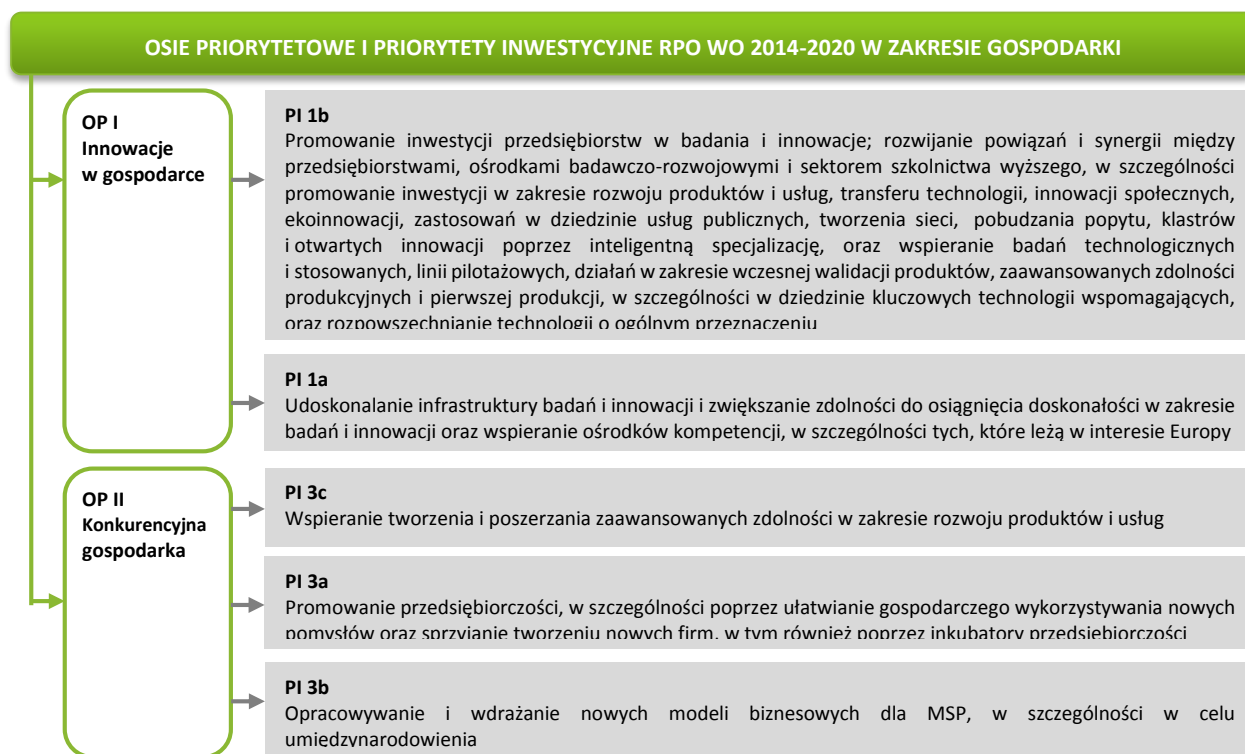 OSIE PRIORYTETOWE I PRIORYTETY INWESTYCYJNE RPO WO 2014-2020 W ZAKRESIE GOSPODARKI
OP I
Innowacje
w gospodarce
PI 1b
Promowanie inwestycji przedsiębiorstw w badania i innowacje; rozwijanie powiązań i synergii między
przedsiębiorstwami, ośrodkami badawczo-rozwojowymi i sektorem szkolnictwa wyższego, w szczególności
promowanie inwestycji w zakresie rozwoju produktów i usług, transferu technologii, innowacji społecznych,
ekoinnowacji, zastosowań w dziedzinie usług publicznych, tworzenia sieci, pobudzania popytu, klastrów
i otwartych innowacji poprzez inteligentną specjalizację, oraz wspieranie badań technologicznych
i stosowanych, linii pilotażowych, działań w zakresie wczesnej walidacji produktów, zaawansowanych zdolności
produkcyjnych i pierwszej produkcji, w szczególności w dziedzinie kluczowych technologii wspomagających,
oraz rozpowszechnianie technologii o ogólnym przeznaczeniu
PI 1a
Udoskonalanie infrastruktury badań i innowacji i zwiększanie zdolności do osiągnięcia doskonałości w zakresie
badań i innowacji oraz wspieranie ośrodków kompetencji, w szczególności tych, które leżą w interesie Europy
OP II
Konkurencyjna
gospodarka
PI 3c
Wspieranie tworzenia i poszerzania zaawansowanych zdolności w zakresie rozwoju produktów i usług
PI 3a
Promowanie przedsiębiorczości, w szczególności poprzez ułatwianie gospodarczego wykorzystywania nowych
pomysłów oraz sprzyjanie tworzeniu nowych firm, w tym również poprzez inkubatory przedsiębiorczości
PI 3b
Opracowywanie i wdrażanie nowych modeli biznesowych dla MSP, w szczególności w celu
umiędzynarodowienia